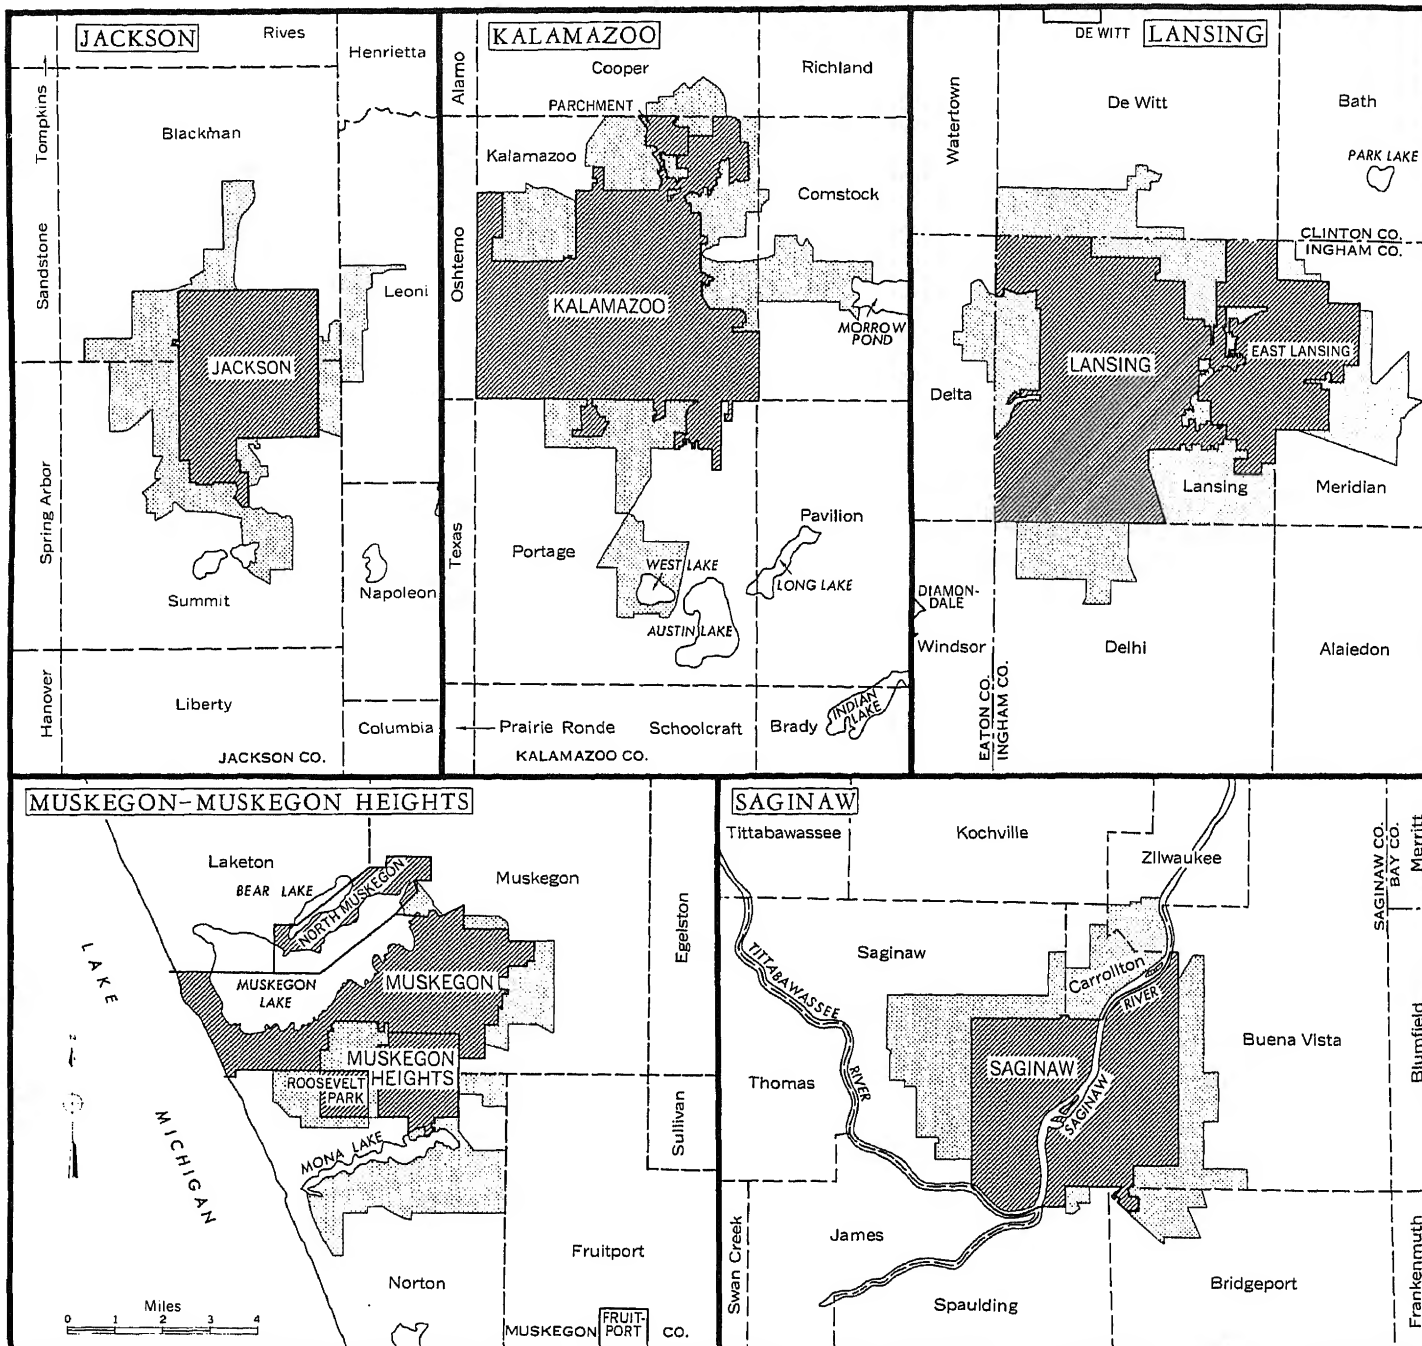 JACKSON
Rives
Henrietta
Tompkins
Blackman
Sandstone
Leoni
JACKSON
Spring Arbor
Summit
Napoleon
Hanover
Liberty
Columbia
JACKSON CO.
KALAMAZOO
Alamo
Cooper
Richland
PARCHMENT
Kalamazoo
Comstock
Oshtemo
KALAMAZOO
MORROW
POND
Texas
Portage
Pavilion
WEST LAKE
LONG LAKE
AUSTIN LAKE
INDIAN
LAKE
Prairie Ronde
Schoolcraft
Brady
KALAMAZOO CO.
DE WITT
LANSING
Watertown
De Witt
Bath
PARK LAKE
CLINTON CO.
INGHAM CO.
LANSING
EAST LANSING
Delta
Lansing
Meridian
DIAMON-
DALE
Windsor
Delhi
Alaiedon
EATON CO.
INGHAM CO.
MUSKEGON-MUSKEGON HEIGHTS
Laketon
BEAR LAKE
NORTH MUSKEGON
Muskegon
Egelston
LAKE
MICHIGAN
MUSKEGON
LAKE
MUSKEGON
MUSKEGON
HEIGHTS
ROOSEVELT
PARK
Sullivan
MONA LAKE
N
Fruitport
Norton
Miles
0 1 2 3 4
MUSKEGON CO.
FRUIT-
PORT
SAGINAW
Tittabawassee
Kochville
Zilwaukee
SAGINAW CO.
BAY CO.
Merritt
Saginaw
Carrollton
TITTABAWASSEE
RIVER
RIVER
SAGINAW
SAGINAW
Buena Vista
Blumfield
Thomas
James
Swan Creek
Spaulding
Bridgeport
Frankenmuth